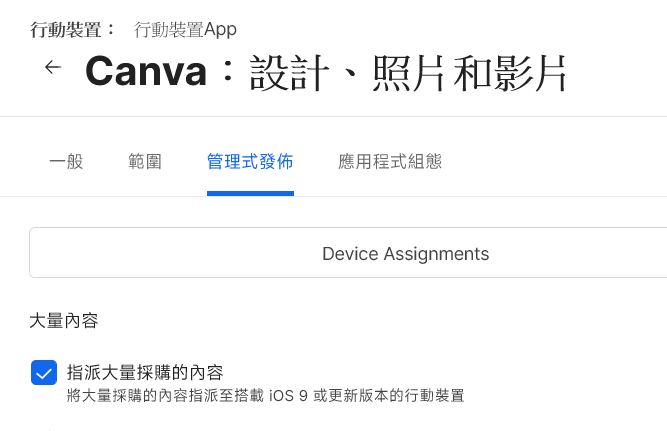 行動裝置： 行動裝置App
← Canva：設計、照片和影片
一般 範圍 管理式發佈 應用程式組態
Device Assignments
大量內容
指派大量採購的內容
將大量採購的內容指派至搭載 iOS 9 或更新版本的行動裝置